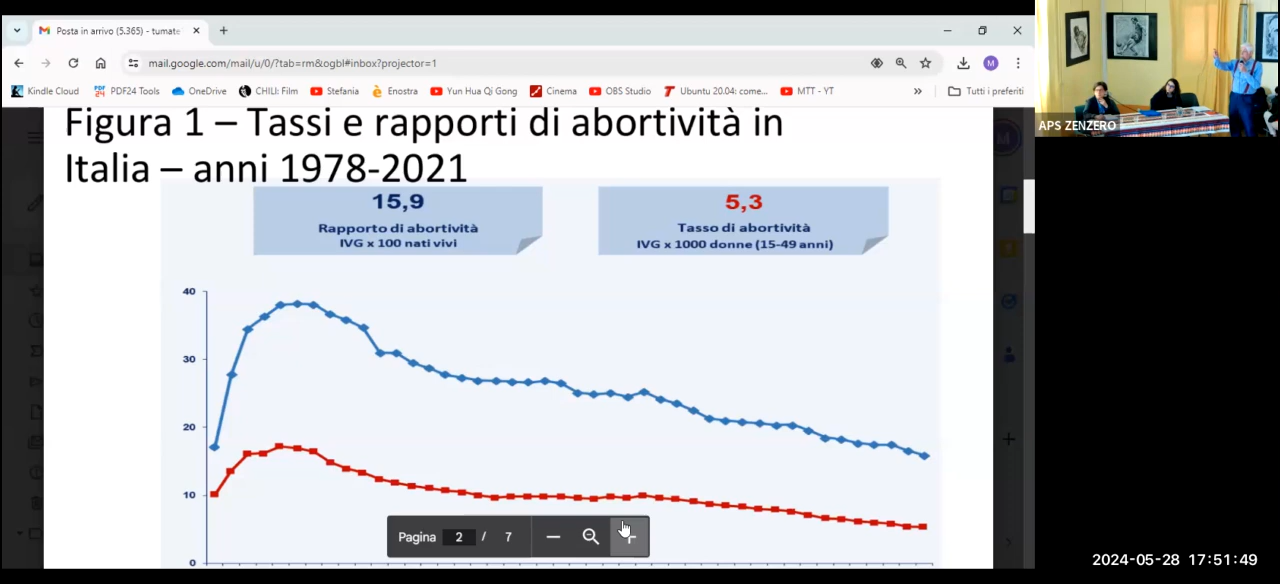 Posta in arrivo (5.365) - tumate
mail.google.com/mail/u/0/?tab=rm&ogbl#inbox?projector=1
M
Kindle Cloud
PDF24 Tools
OneDrive
CHILI: Film
Stefania
Enostra
Yun Hua Qi Gong
Cinema
OBS Studio
Ubuntu 20.04: come...
MTT - YT
»
Tutti i preferiti
APS ZENZERO
Figura 1 – Tassi e rapporti di abortività in
Italia – anni 1978-2021
15,9
Rapporto di abortività
IVG x 100 nati vivi
5,3
Tasso di abortività
IVG x 1000 donne (15-49 anni)
40
30
20
10
0
Pagina 2 / 7
2024-05-28 17:51:49